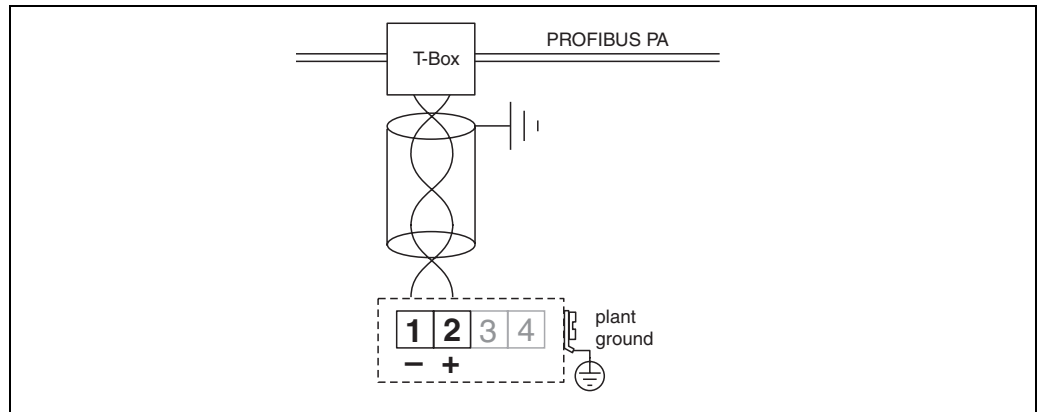 PROFIBUS PA
T-Box
1 2 3 4
– +
plant
ground